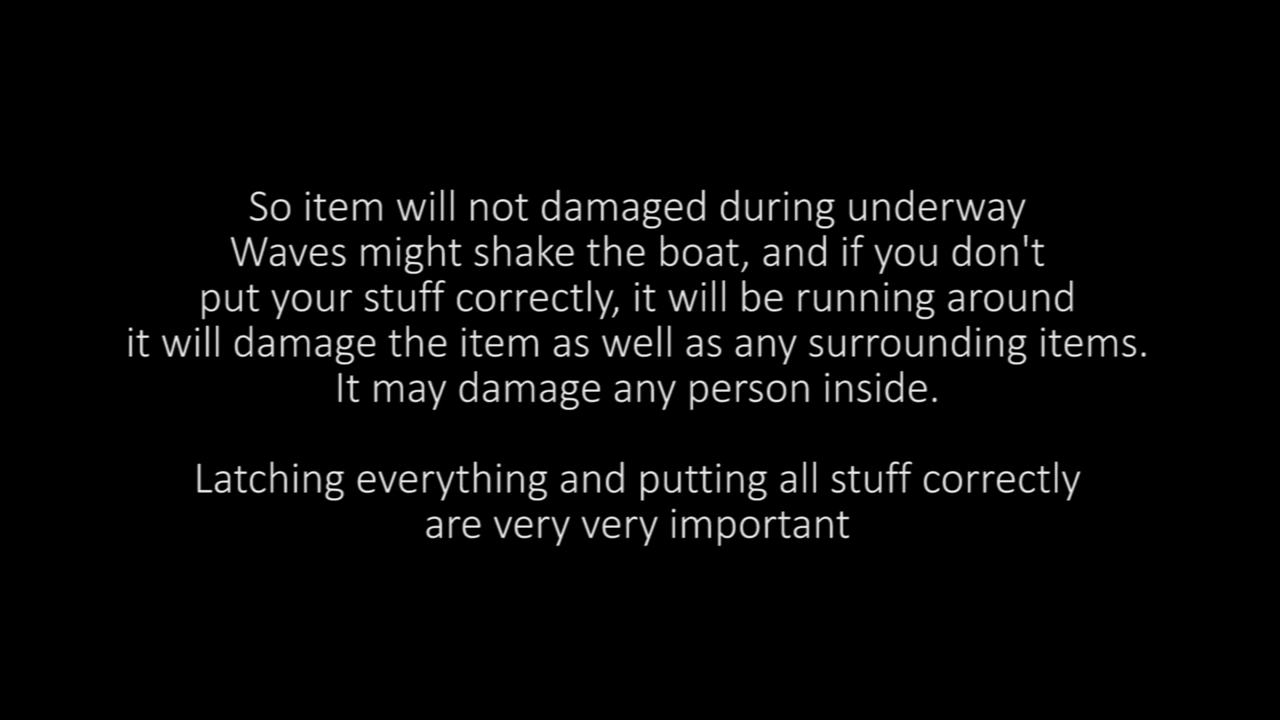 So item will not damaged during underway
Waves might shake the boat, and if you don't
put your stuff correctly, it will be running around
it will damage the item as well as any surrounding items.
It may damage any person inside.
Latching everything and putting all stuff correctly
are very very important